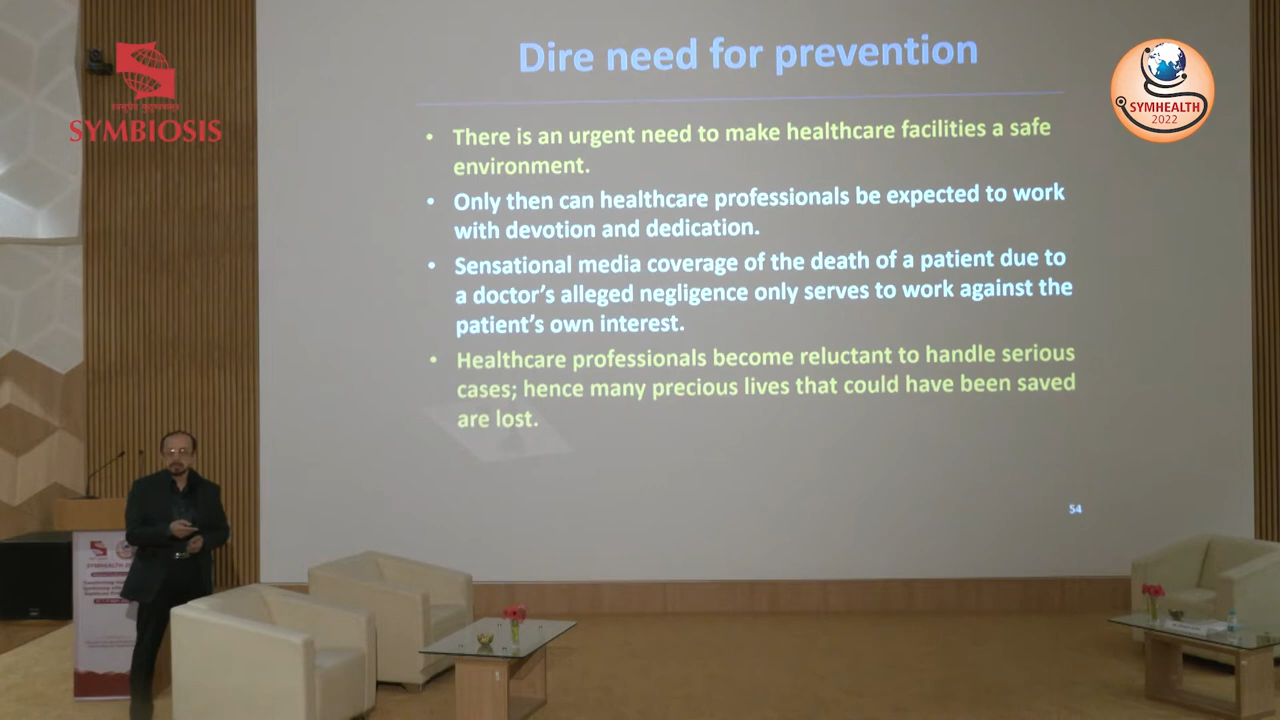 Dire need for prevention
• There is an urgent need to make healthcare facilities a safe
environment.
• Only then can healthcare professionals be expected to work
with devotion and dedication.
• Sensational media coverage of the death of a patient due to
a doctor's alleged negligence only serves to work against the
patient's own interest.
• Healthcare professionals become reluctant to handle serious
cases; hence many precious lives that could have been saved
are lost.
54
SYMBIOSIS
SYMHEALTH
2022
SYMHEALTH